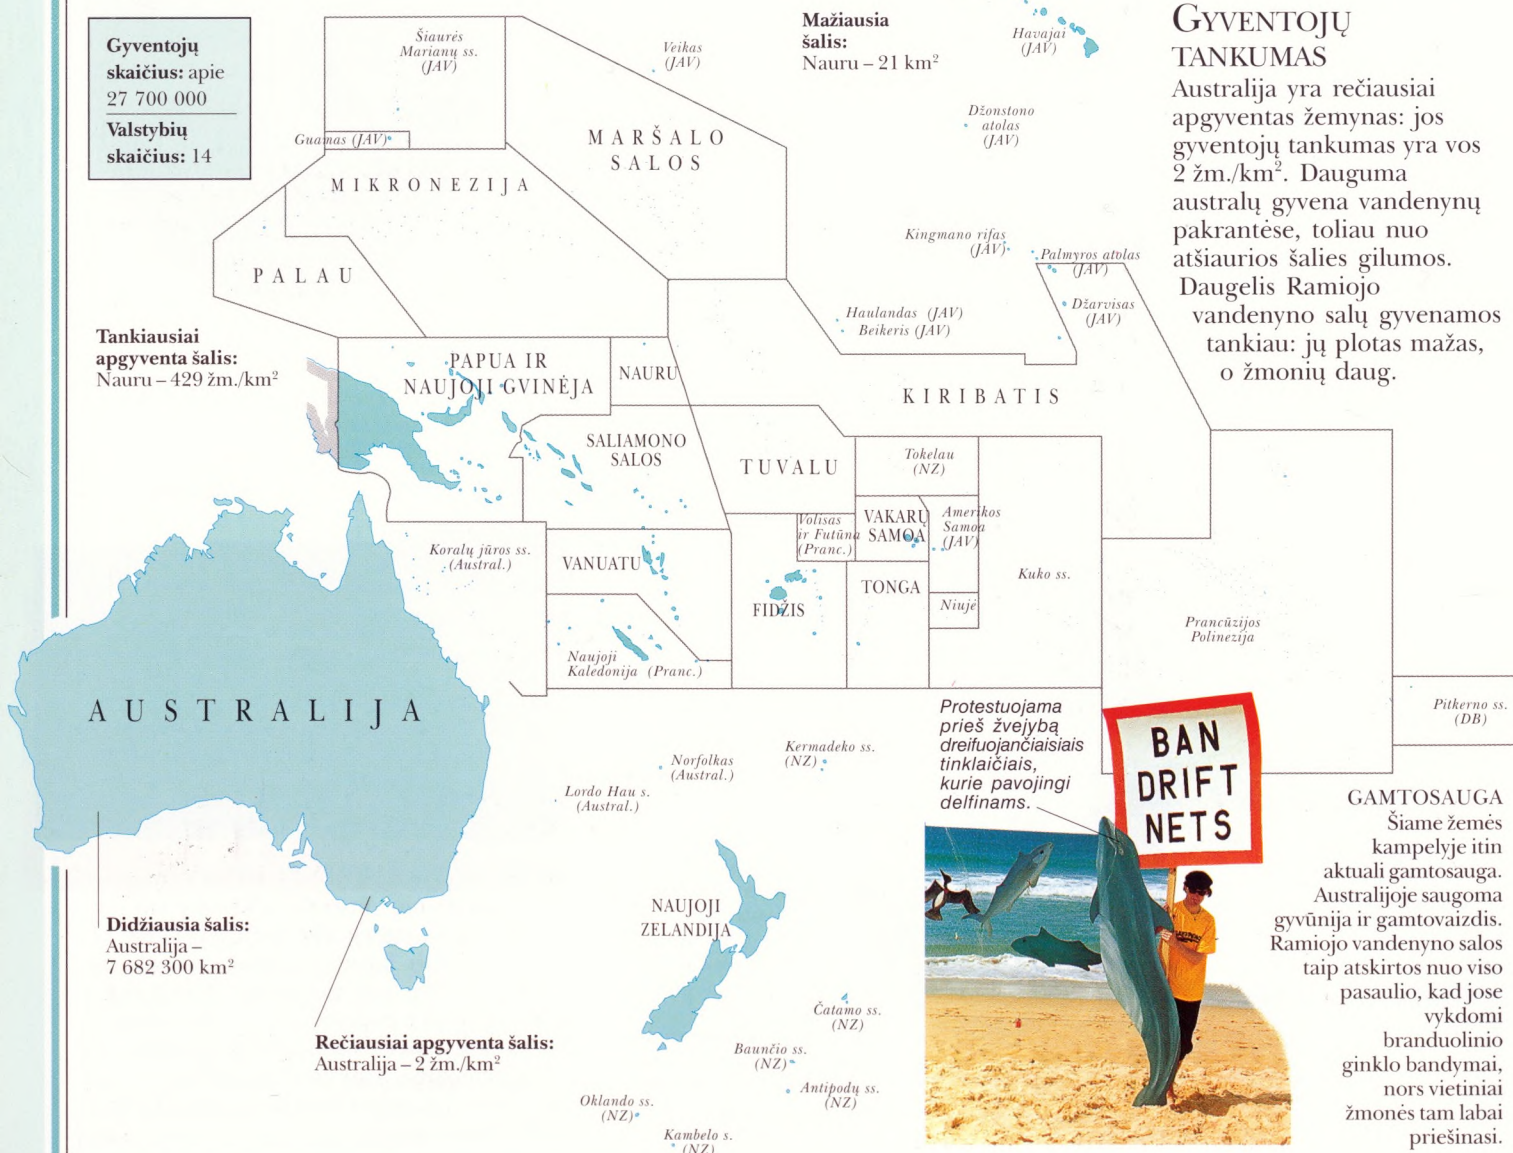 Gyventojų
skaičius: apie
27 700 000
Valstybių
skaičius: 14
Šiaurės
Marianų ss.
(JAV)
Veikas
(JAV)
Mažiausia
šalis:
Nauru – 21 km²
Havajai
(JAV)
GYVENTOJŲ
TANKUMAS
Australija yra rečiausiai
apgyventas žemynas: jos
gyventojų tankumas yra vos
2 žm./km². Dauguma
australų gyvena vandenynų
pakrantėse, toliau nuo
atšiaurios šalies gilumos.
Daugelis Ramiojo
vandenyno salų gyvenamos
tankiau: jų plotas mažas,
o žmonių daug.
Džonstono
atolas
(JAV)
Guamas (JAV)
MARŠALO
SALOS
MIKRONEZIJA
PALAU
Kingmano rifas
(JAV)
Palmyros atolas
(JAV)
Džarvisas
(JAV)
Haulandas (JAV)
Beikeris (JAV)
Tankiausiai
apgyventa šalis:
Nauru – 429 žm./km²
PAPUA IR
NAUJOJI GVINĖJA
NAURU
KIRIBATIS
SALIAMONO
SALOS
TUVALU
Tokelau
(NZ)
Volisas
ir Futūna
(Pranc.)
VAKARŲ
SAMOA
Amerikos
Samoa
(JAV)
Koralų jūros ss.
(Austral.)
VANUATU
FIDŽIS
TONGA
Niujė
Kuko ss.
Prancūzijos
Polinezija
Naujoji
Kaledonija (Pranc.)
AUSTRALIJA
Pitkerno ss.
(DB)
Protestuojama
prieš žvejybą
dreifuojančiaisiais
tinklaičiais,
kurie pavojingi
delfinams.
BAN
DRIFT
NETS
Norfolkas
(Austral.)
Kermadeko ss.
(NZ)
Lordo Hau s.
(Austral.)
GAMTOSAUGA
Šiame žemės
kampelyje itin
aktuali gamtosauga.
Australijoje saugoma
gyvūnija ir gamtovaizdis.
Ramiojo vandenyno salos
taip atskirtos nuo viso
pasaulio, kad jose
vykdomi
branduolinio
ginklo bandymai,
nors vietiniai
žmonės tam labai
priešinasi.
NAUJOJI
ZELANDIJA
Didžiausia šalis:
Australija –
7 682 300 km²
Rečiausiai apgyventa šalis:
Australija – 2 žm./km²
Čatamo ss.
(NZ)
Baunčio ss.
(NZ)
Antipodų ss.
(NZ)
Oklando ss.
(NZ)
Kambelo s.
(NZ)